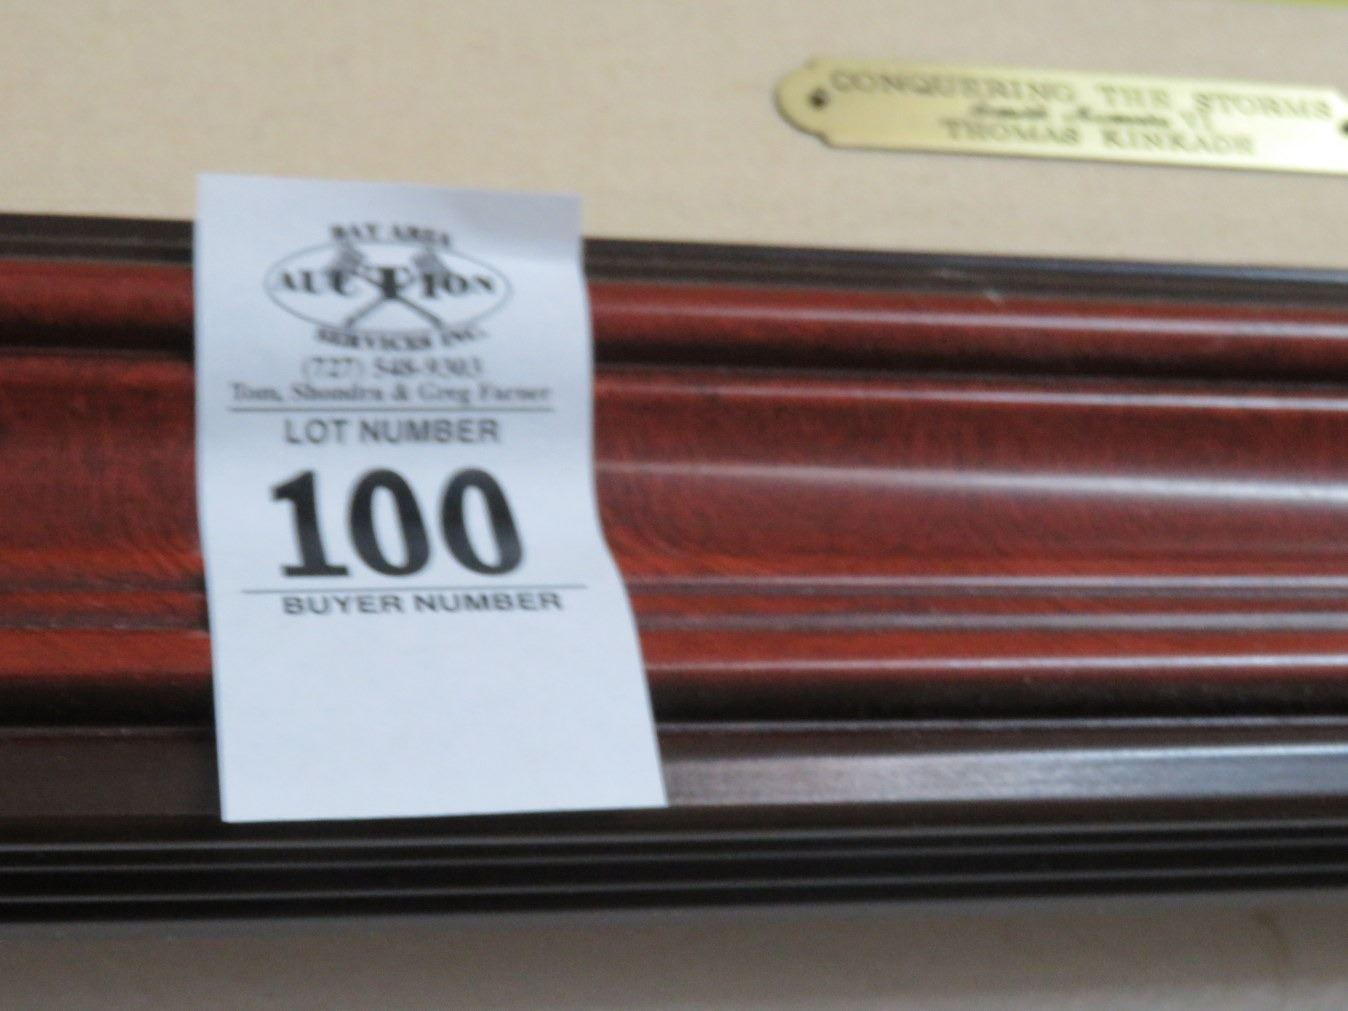 CONQUERING THE STORMS
THOMAS KINKADE
BAY AREA
AUCTION
SERVICES INC.
(727) 548-9303
Tom, Shondra & Greg Farner
LOT NUMBER
100
BUYER NUMBER